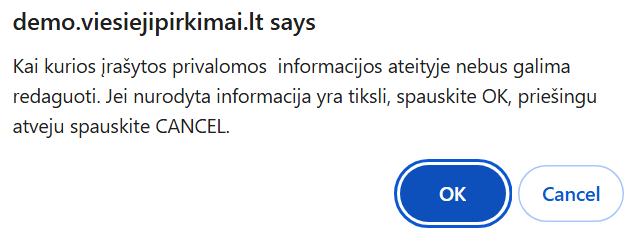 demo.viesiejipirkimai.lt says
Kai kurios įrašytos privalomos  informacijos ateityje nebus galima
redaguoti. Jei nurodyta informacija yra tiksli, spauskite OK, priešingu
atveju spauskite CANCEL.
OK
Cancel